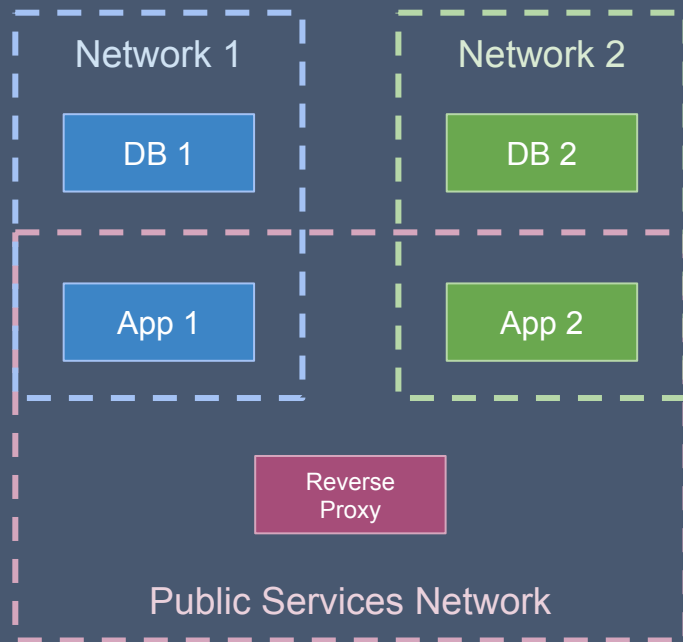 Network 1
Network 2
DB 1
DB 2
App 1
App 2
Reverse
Proxy
Public Services Network